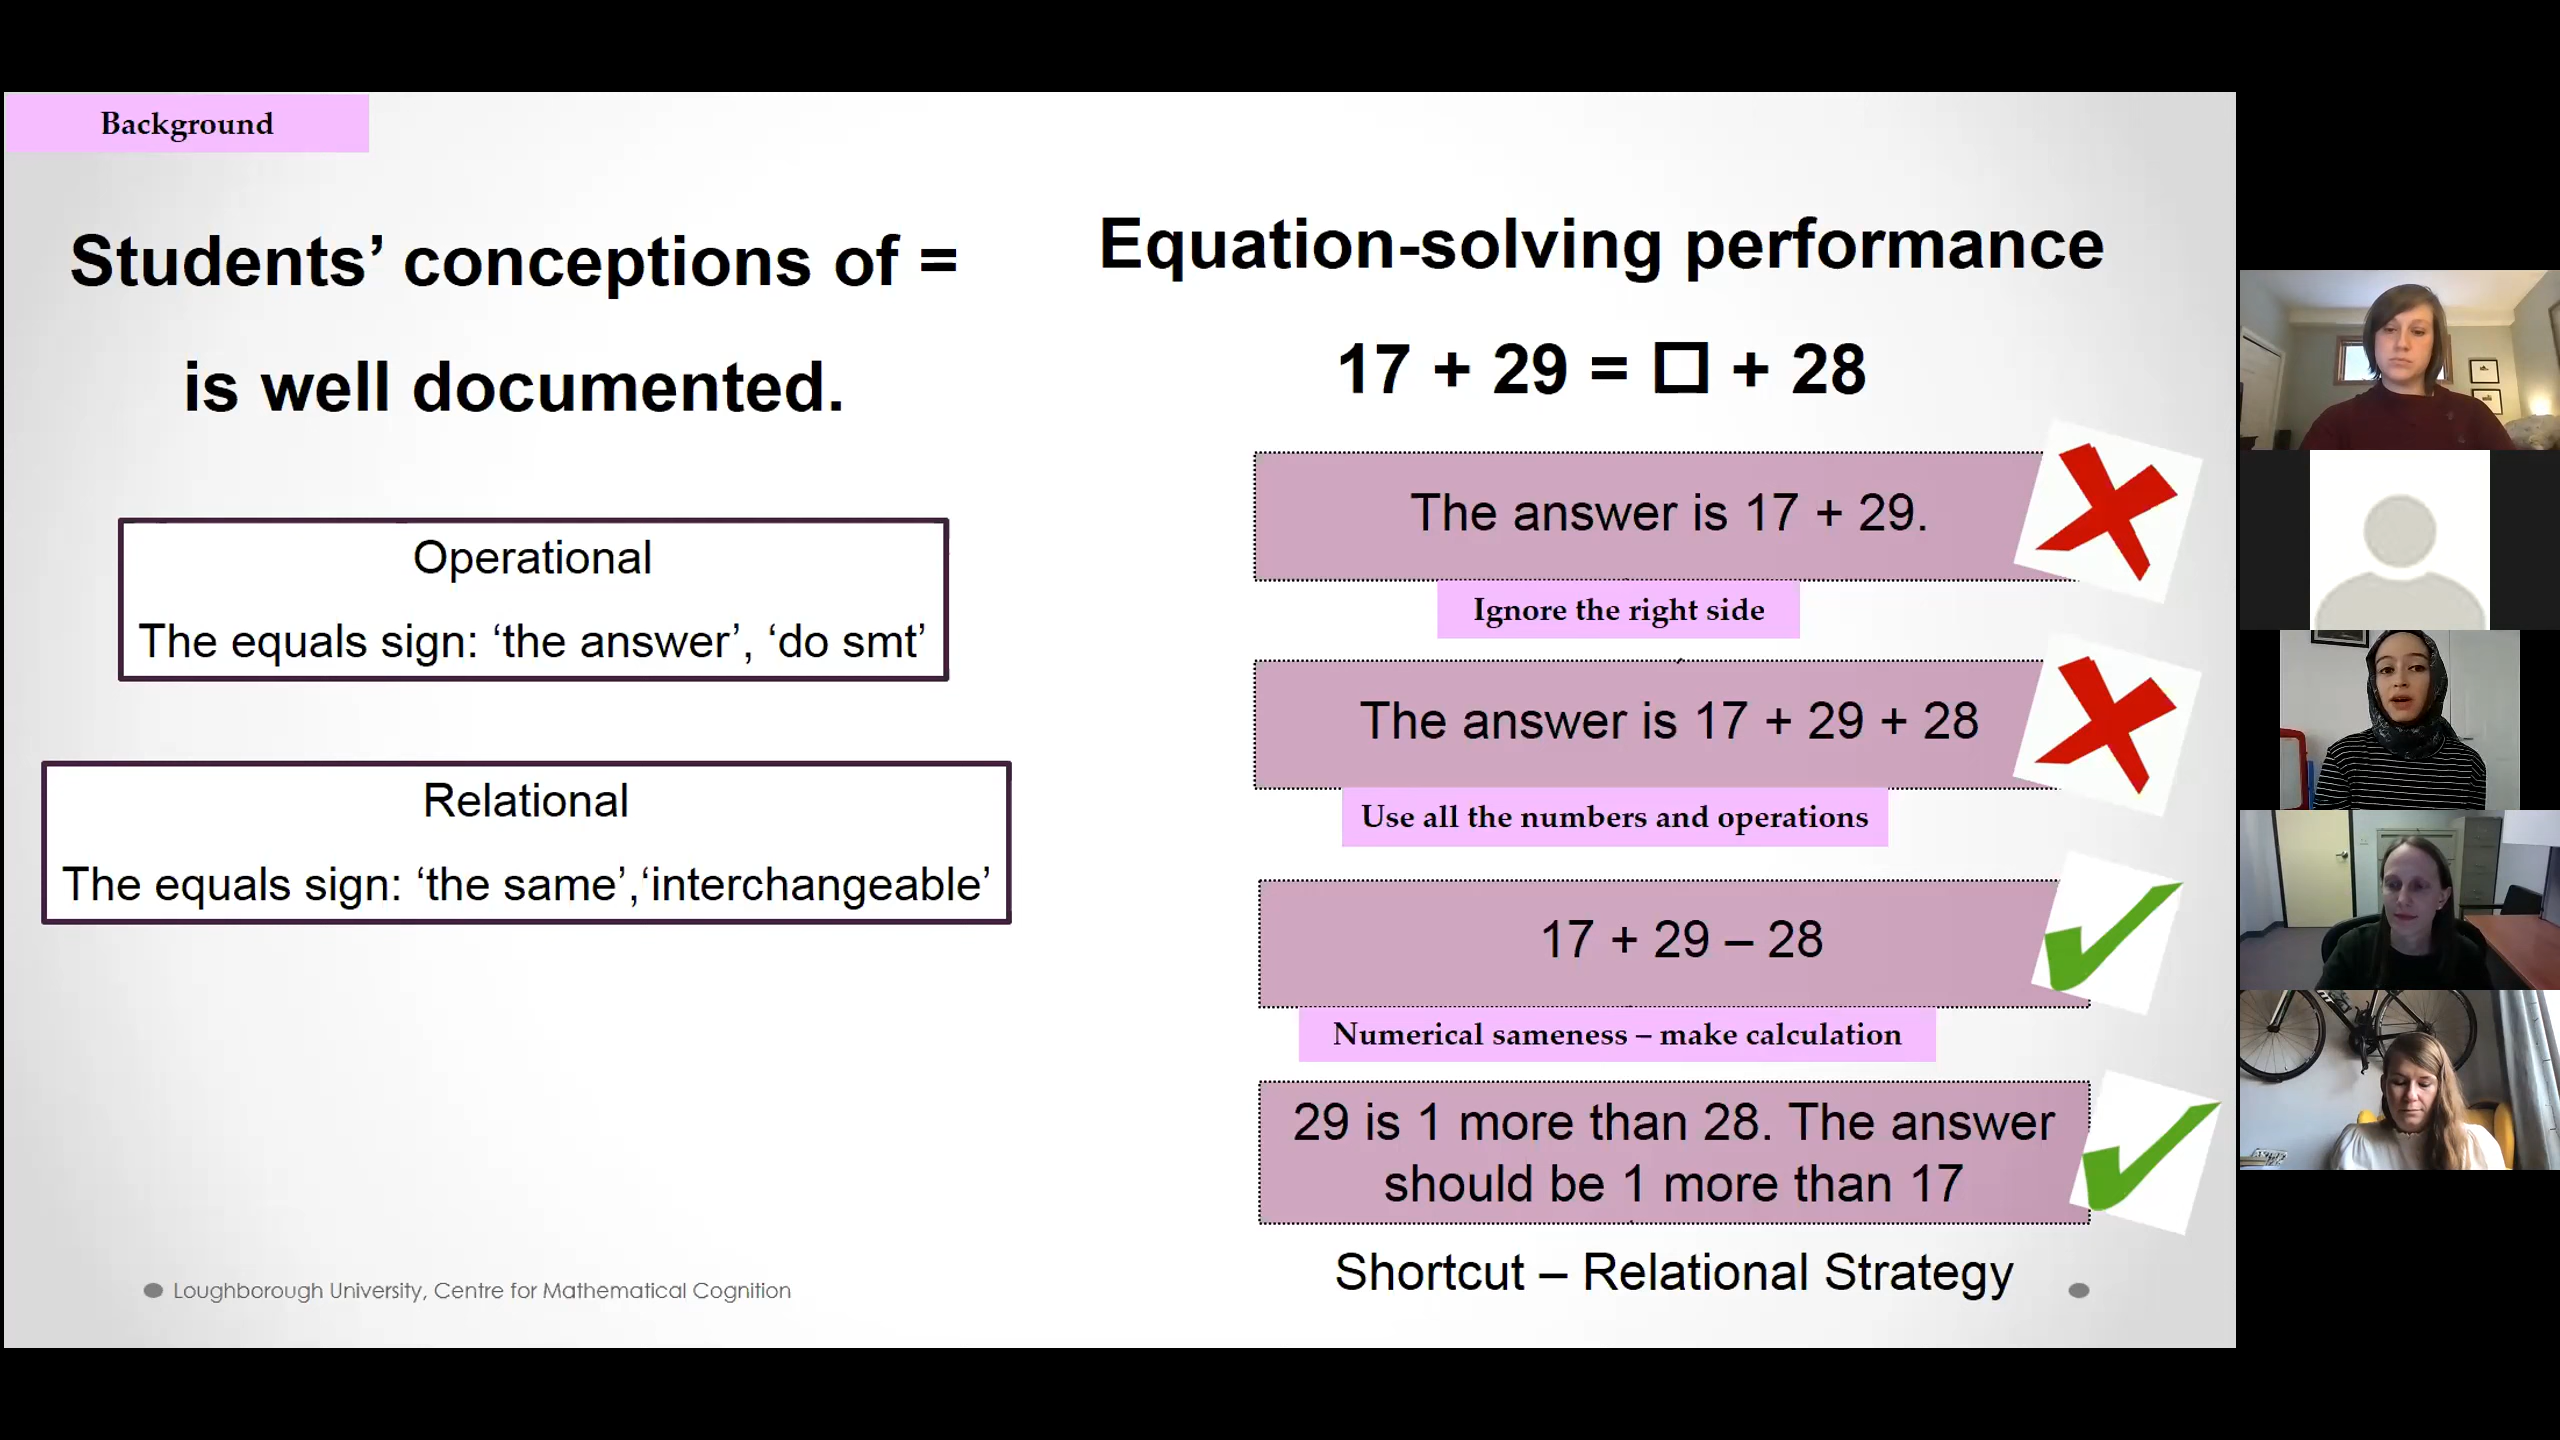 Background
Students’ conceptions of =
is well documented.
Operational
The equals sign: ‘the answer’, ‘do smt’
Relational
The equals sign: ‘the same’,‘interchangeable’
Equation-solving performance
17 + 29 = □ + 28
The answer is 17 + 29.
Ignore the right side
The answer is 17 + 29 + 28
Use all the numbers and operations
17 + 29 – 28
Numerical sameness – make calculation
29 is 1 more than 28. The answer
should be 1 more than 17
Shortcut – Relational Strategy
Loughborough University, Centre for Mathematical Cognition